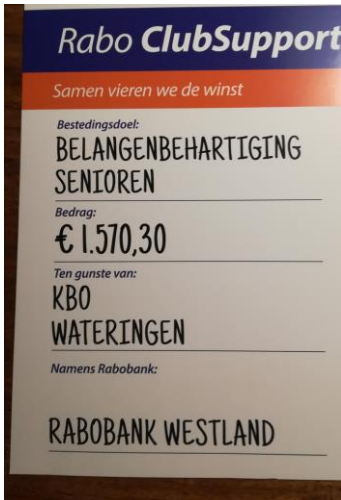 Rabo ClubSupport
Samen vieren we de winst
Bestedingsdoel:
BELANGENBEHARTIGING
SENIOREN
Bedrag:
€ 1.570,30
Ten gunste van:
KBO
WATERINGEN
Namens Rabobank:
RABOBANK WESTLAND